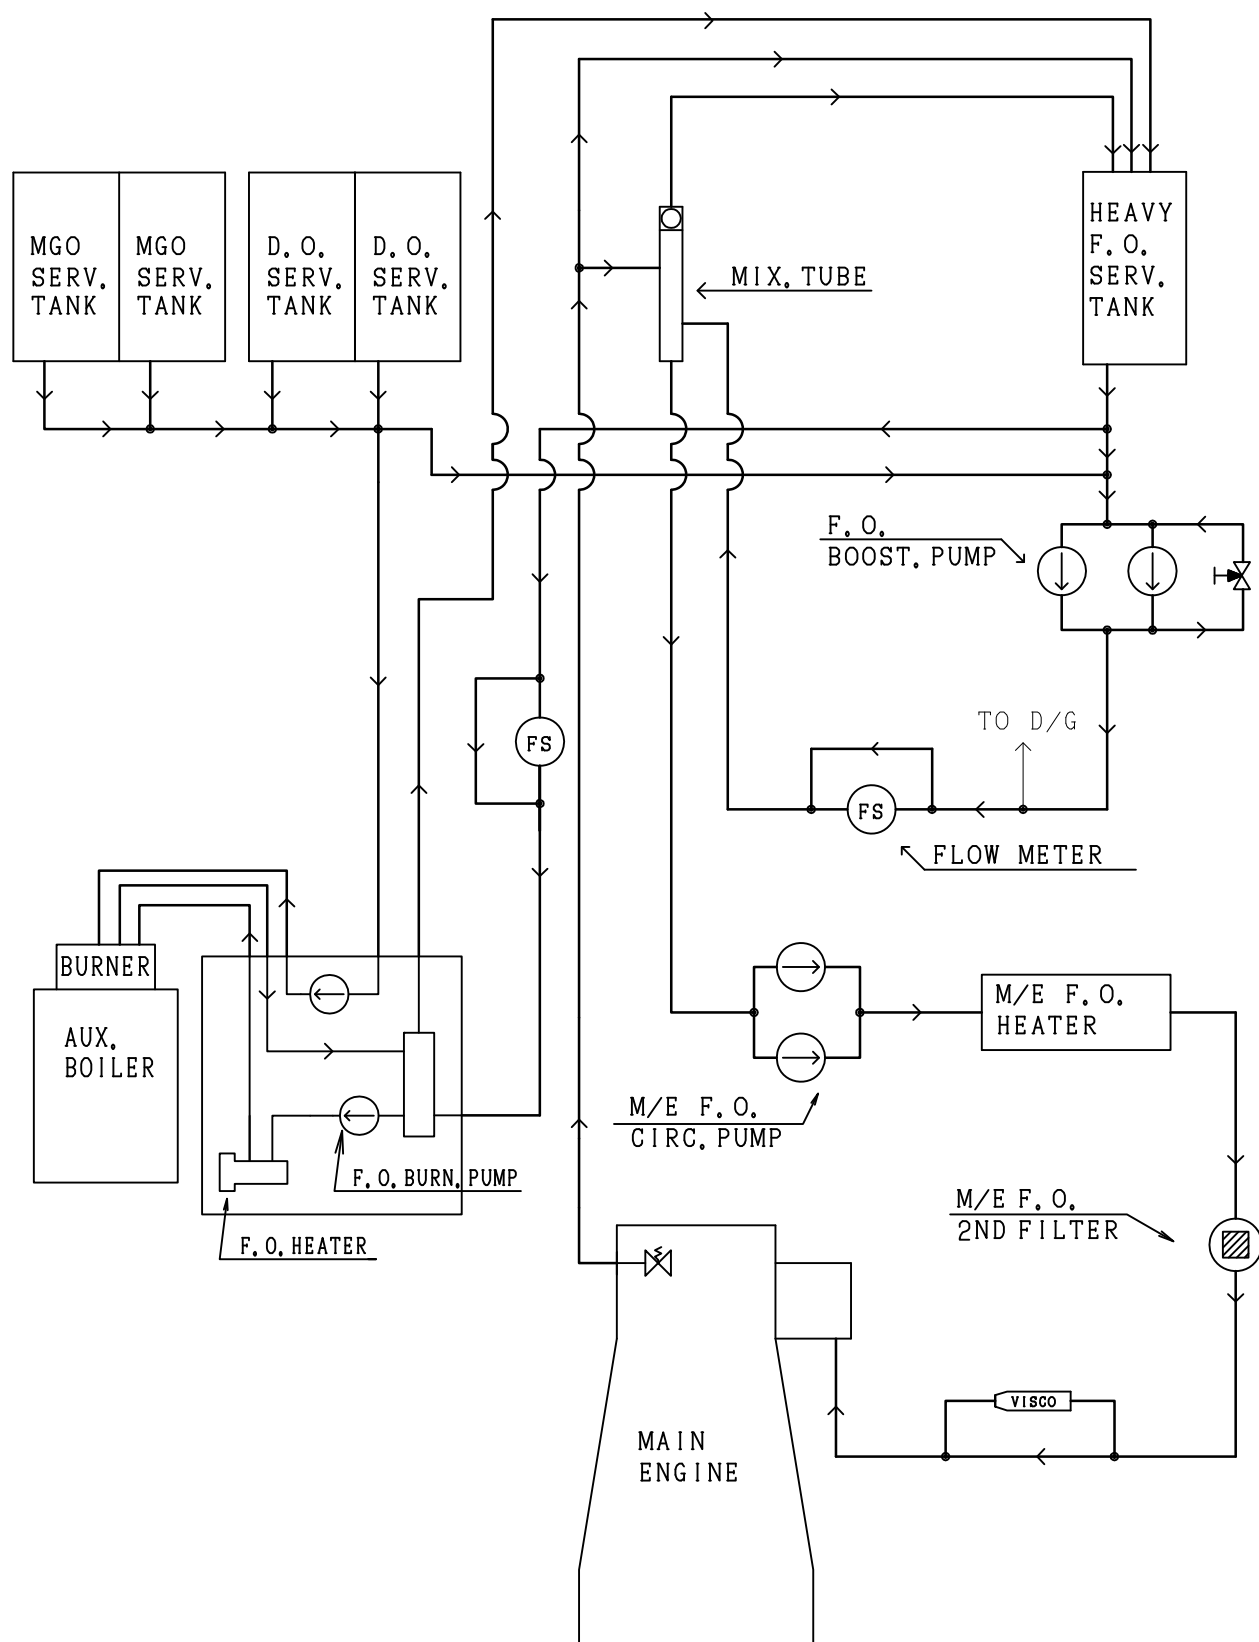 MGO
SERV.
TANK
MGO
SERV.
TANK
D.O.
SERV.
TANK
D.O.
SERV.
TANK
MIX. TUBE
HEAVY
F.O.
SERV.
TANK
F.O.
BOOST. PUMP
TO D/G
FS
FS
FLOW METER
BURNER
AUX.
BOILER
M/E F.O.
HEATER
M/E F.O.
CIRC. PUMP
F.O. BURN. PUMP
F.O. HEATER
M/E F.O.
2ND FILTER
VISCO
MAIN
ENGINE